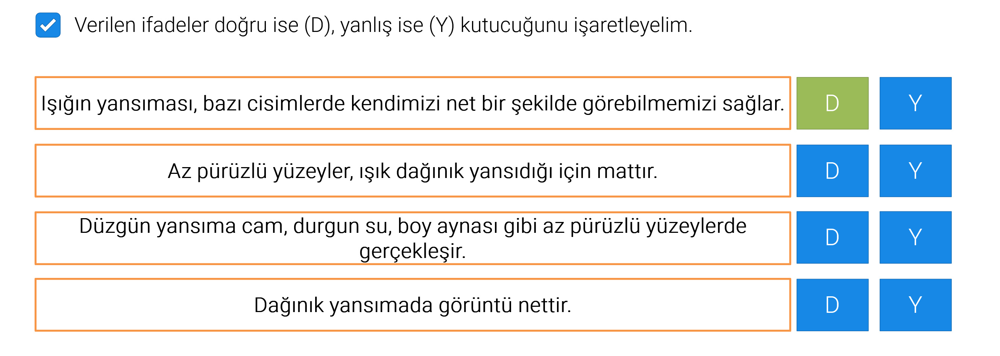 Verilen ifadeler doğru ise (D), yanlış ise (Y) kutucuğunu işaretleyelim.
Işığın yansıması, bazı cisimlerde kendimizi net bir şekilde görebilmemizi sağlar. D Y
Az pürüzlü yüzeyler, ışık dağınık yansıdığı için mattır. D Y
Düzgün yansıma cam, durgun su, boy aynası gibi az pürüzlü yüzeylerde
gerçekleşir. D Y
Dağınık yansımada görüntü nettir. D Y